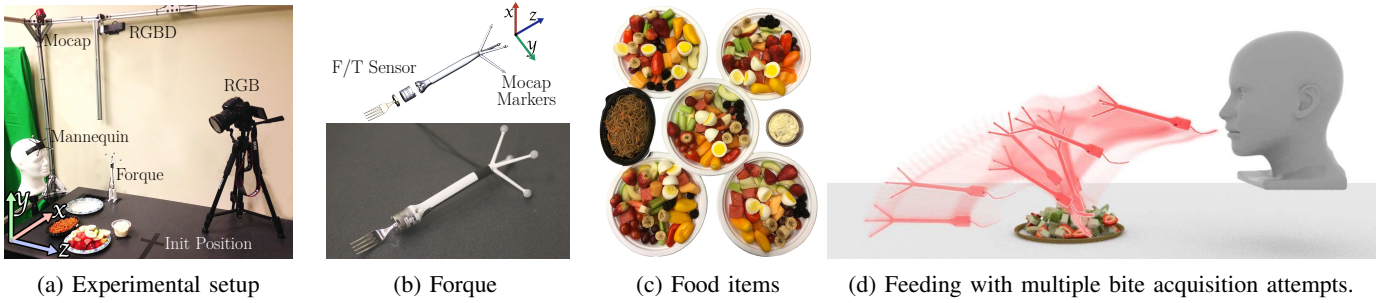 Mocap
RGBD
RGB
Mannequin
Forque
y
x
z
Init Position
(a) Experimental setup
x
z
y
F/T Sensor
Mocap
Markers
(b) Forque
(c) Food items
(d) Feeding with multiple bite acquisition attempts.